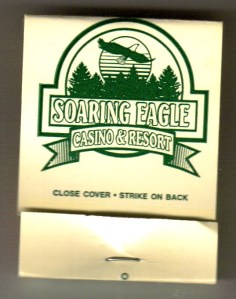 SOARING EAGLE
CASINO & RESORT
CLOSE COVER • STRIKE ON BACK